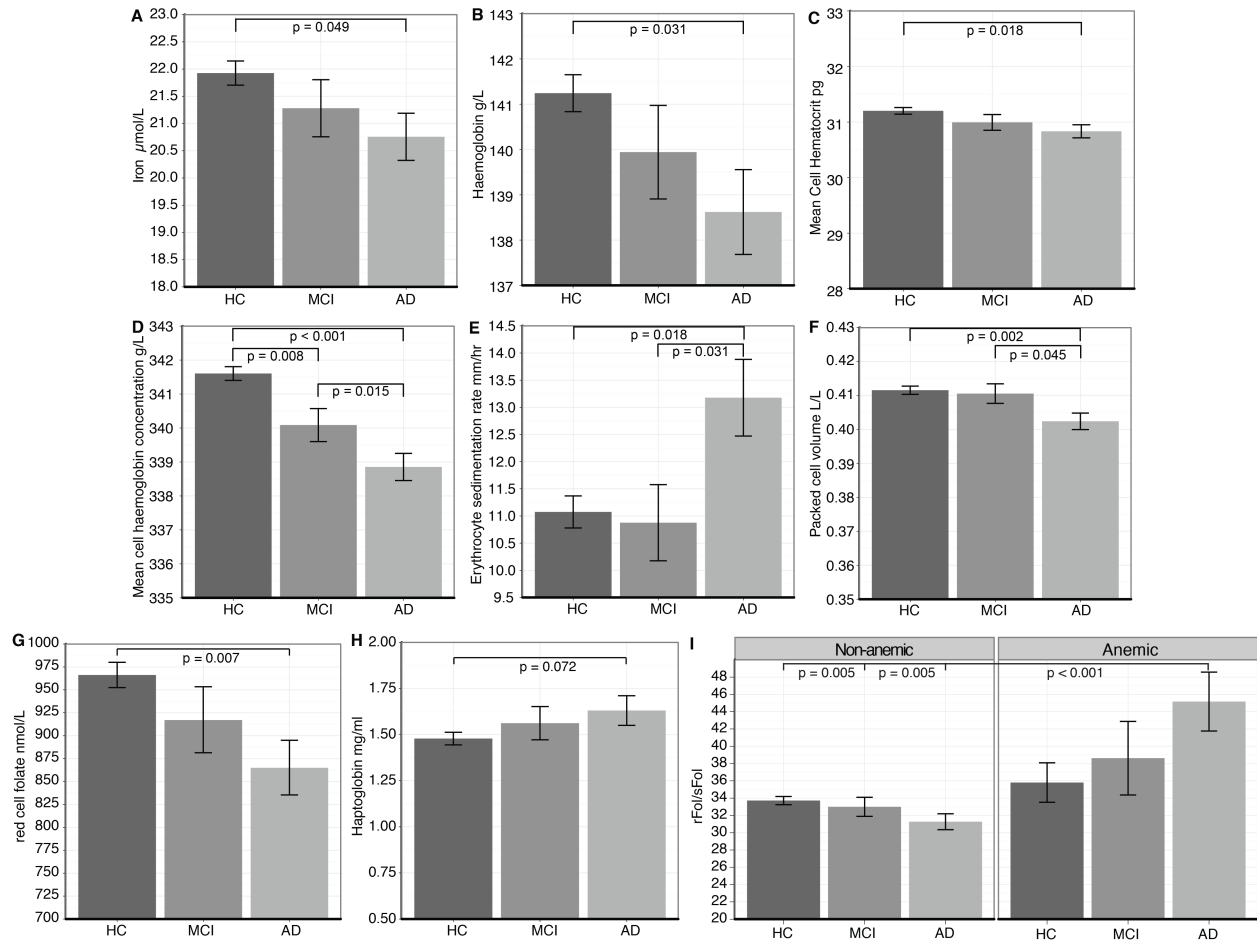 A
Iron µmol/L
23.0
22.5
22.0
21.5
21.0
20.5
20.0
19.5
19.0
18.5
18.0
p = 0.049
HC MCI AD
B
Haemoglobin g/L
143
142
141
140
139
138
137
p = 0.031
HC MCI AD
C
Mean Cell Hematocrit pg
33
32
31
30
29
28
p = 0.018
HC MCI AD
D
Mean cell haemoglobin concentration g/L
343
342
341
340
339
338
337
336
335
p < 0.001
p = 0.008
p = 0.015
HC MCI AD
E
Erythrocyte sedimentation rate mm/hr
14.5
14.0
13.5
13.0
12.5
12.0
11.5
11.0
10.5
10.0
9.5
p = 0.018
p = 0.031
HC MCI AD
F
Packed cell volume L/L
0.43
0.42
0.41
0.40
0.39
0.38
0.37
0.36
0.35
p = 0.002
p = 0.045
HC MCI AD
G
red cell folate nmol/L
1000
975
950
925
900
875
850
825
800
775
750
725
700
p = 0.007
HC MCI AD
H
Haptoglobin mg/ml
2.00
1.75
1.50
1.25
1.00
0.75
0.50
p = 0.072
HC MCI AD
I
Non-anemic Anemic
rFol/sFol
48
46
44
42
40
38
36
34
32
30
28
26
24
22
20
p = 0.005 p = 0.005 p < 0.001
HC MCI AD HC MCI AD